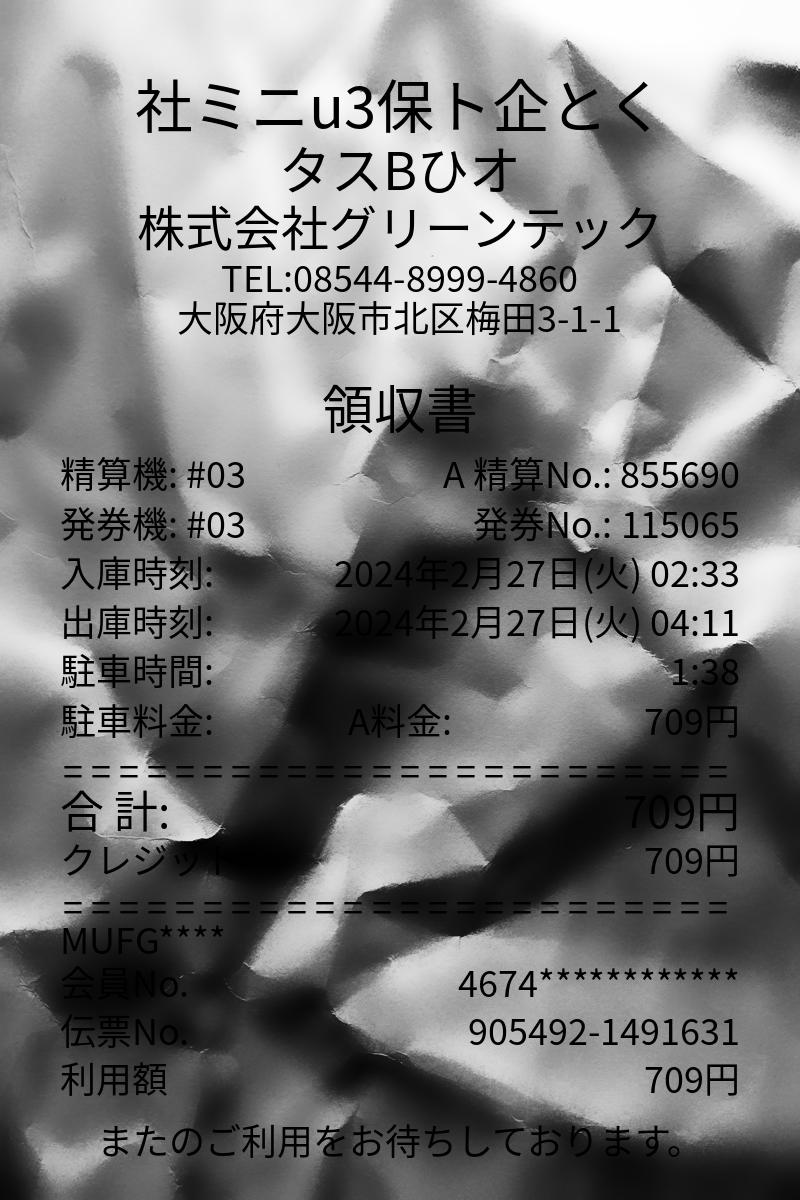 社ミニu3保ト企とく
タスBひオ
株式会社グリーンテック
TEL:08544-8999-4860
大阪府大阪市北区梅田3-1-1
領収書
精算機: #03 A 精算No.: 855690
発券機: #03 発券No.: 115065
入庫時刻: 2024年2月27日(火) 02:33
出庫時刻: 2024年2月27日(火) 04:11
駐車時間: 1:38
駐車料金: A料金: 709円
========================
合 計: 709円
クレジット 709円
========================
MUFG****
会員No. 4674************
伝票No. 905492-1491631
利用額 709円
またのご利用をお待ちしております。